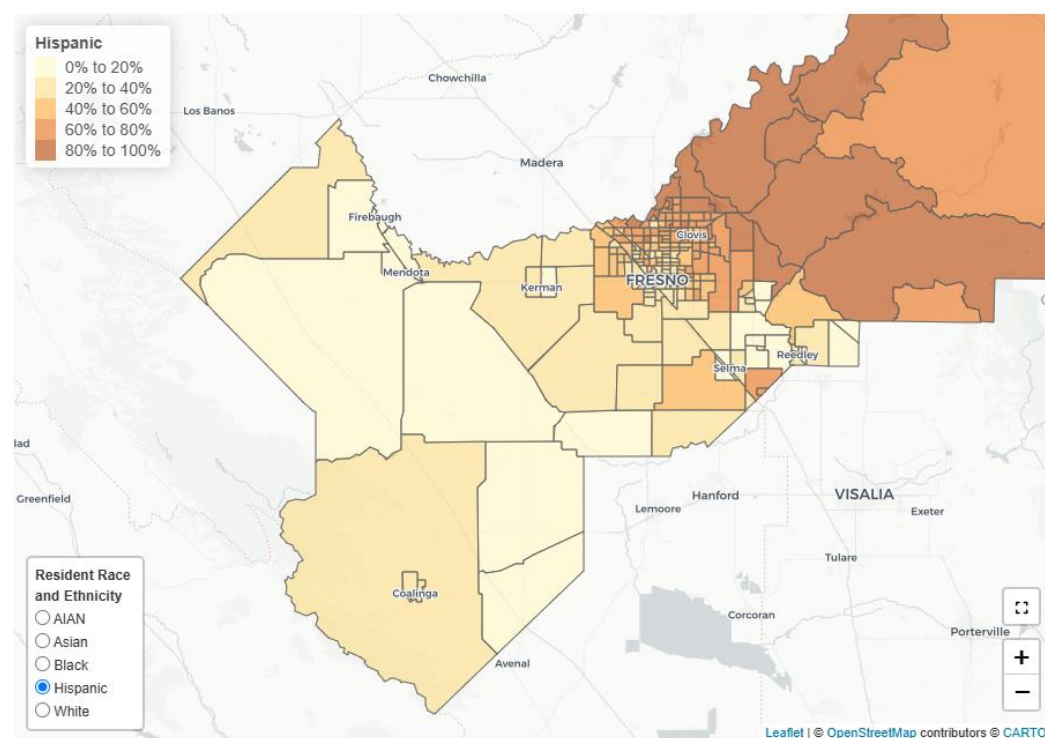 Hispanic
0% to 20%
20% to 40%
40% to 60%
60% to 80%
80% to 100%
Chowchilla
Los Banos
Madera
Firebaugh
Clovis
Mendota
FRESNO
Kerman
Reedley
Selma
lad
Greenfield
Hanford
VISALIA
Lemoore
Exeter
Tulare
Resident Race
and Ethnicity
AIAN
Asian
Black
Hispanic
White
Coalinga
Corcoran
Porterville
Avenal
+
−
Leaflet | © OpenStreetMap contributors © CARTO